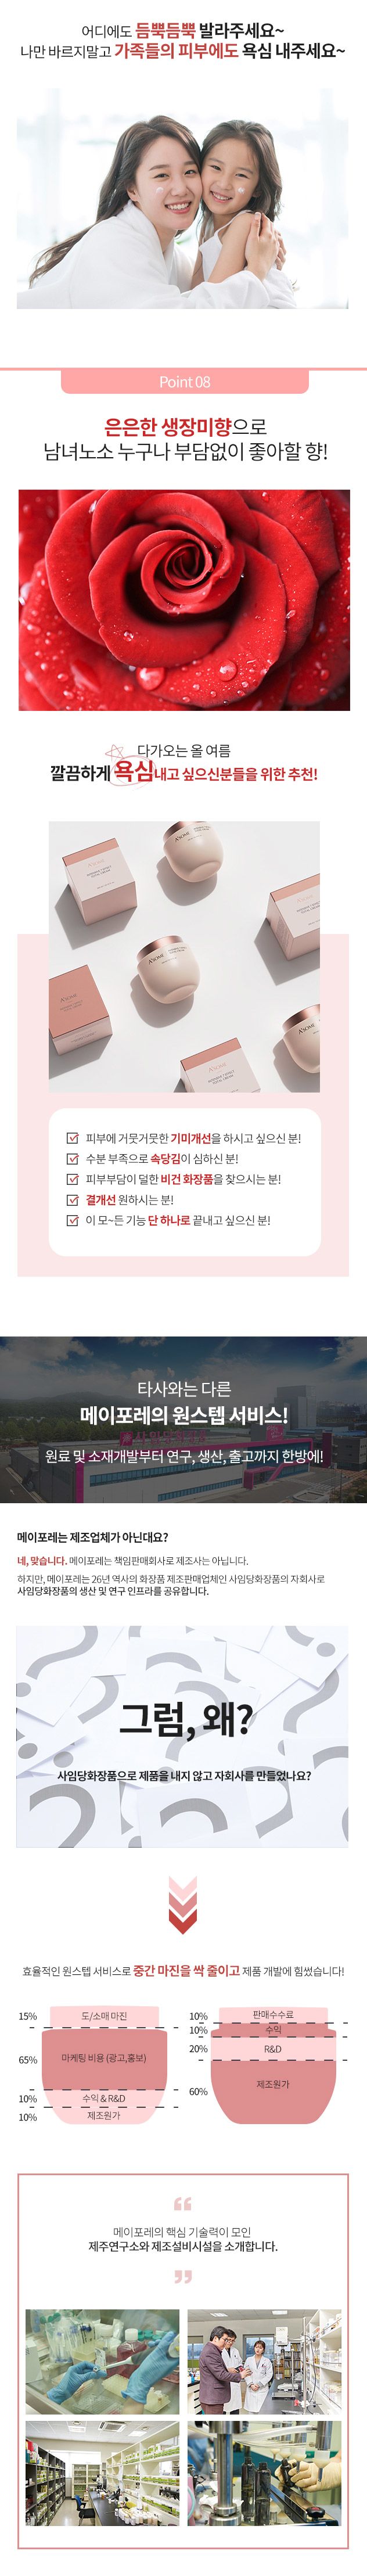 어디에도 듬뿍듬뿍 발라주세요~
나만 바르지말고 가족들의 피부에도 욕심 내주세요~
Point 08
은은한 생장미향으로
남녀노소 누구나 부담없이 좋아할 향!
다가오는 올 여름
깔끔하게 욕심내고 싶으신분들을 위한 추천!
피부에 거뭇거뭇한 기미개선을 하시고 싶으신 분!
수분 부족으로 속당김이 심하신 분!
피부부담이 덜한 비건 화장품을 찾으시는 분!
결개선 원하시는 분!
이 모~든 기능 단 하나로 끝내고 싶으신 분!
타사와는 다른
메이포레의 원스텝 서비스!
원료 및 소재개발부터 연구, 생산, 출고까지 한방에!
메이포레는 제조업체가 아닌대요?
네, 맞습니다. 메이포레는 책임판매회사로 제조사는 아닙니다.
하지만, 메이포레는 26년 역사의 화장품 제조판매업체인 사임당화장품의 자회사로
사임당화장품의 생산 및 연구 인프라를 공유합니다.
그럼, 왜?
사임당화장품으로 제품을 내지 않고 자회사를 만들었나요?
효율적인 원스텝 서비스로 중간 마진을 싹 줄이고 제품 개발에 힘썼습니다!
15% 도/소매 마진
65% 마케팅 비용 (광고,홍보)
10% 수익 & R&D
10% 제조원가
10% 판매수수료
10% 수익
20% R&D
60% 제조원가
메이포레의 핵심 기술력이 모인
제주연구소와 제조설비시설을 소개합니다.